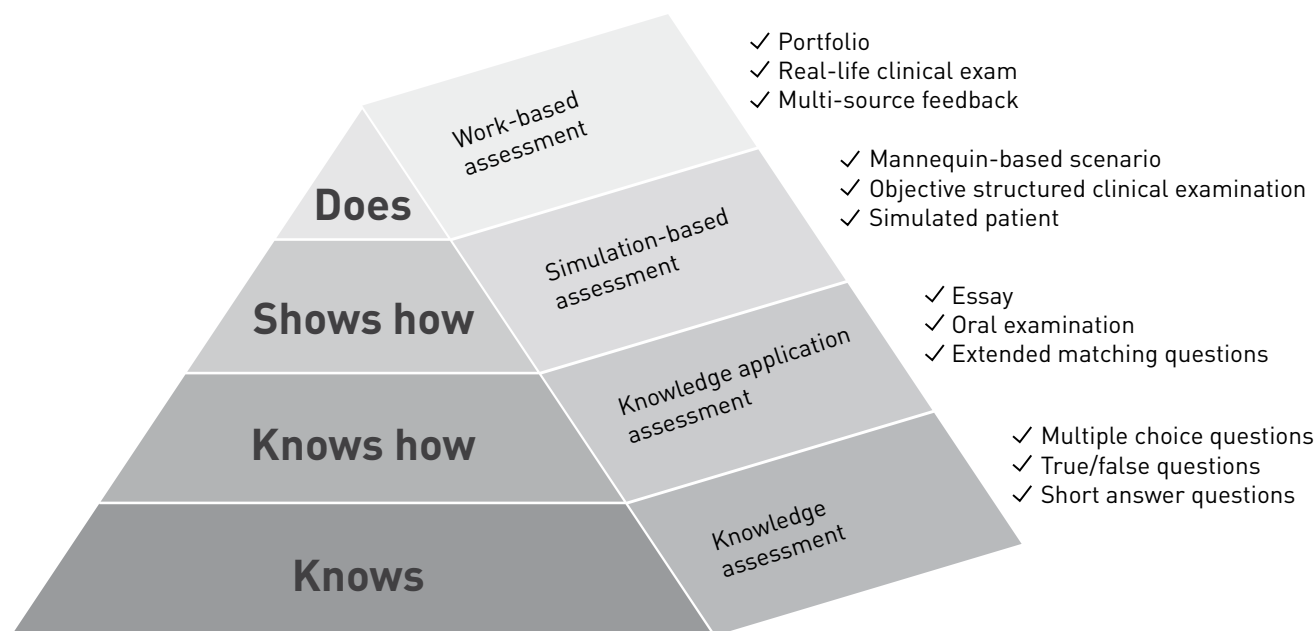 Does
Work-based
assessment
✓ Portfolio
✓ Real-life clinical exam
✓ Multi-source feedback
Shows how
Simulation-based
assessment
✓ Mannequin-based scenario
✓ Objective structured clinical examination
✓ Simulated patient
Knows how
Knowledge application
assessment
✓ Essay
✓ Oral examination
✓ Extended matching questions
Knows
Knowledge
assessment
✓ Multiple choice questions
✓ True/false questions
✓ Short answer questions